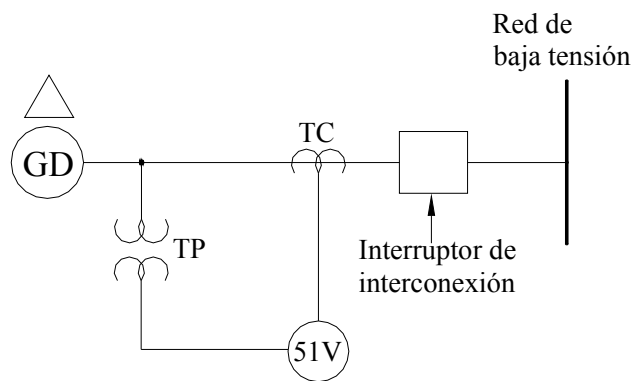 Red de
baja tensión
TC
GD
TP
Interruptor de
interconexión
51V